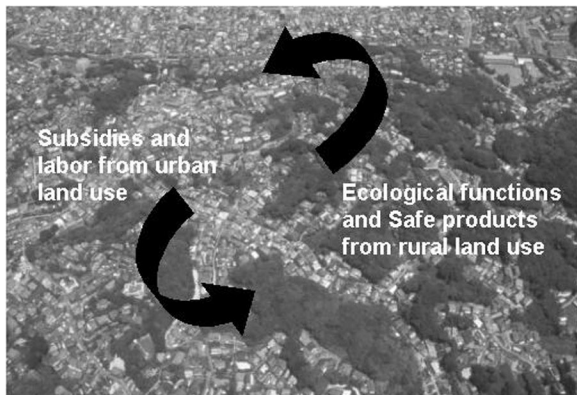 Subsidies and
labor from urban
land use
Ecological functions
and Safe products
from rural land use